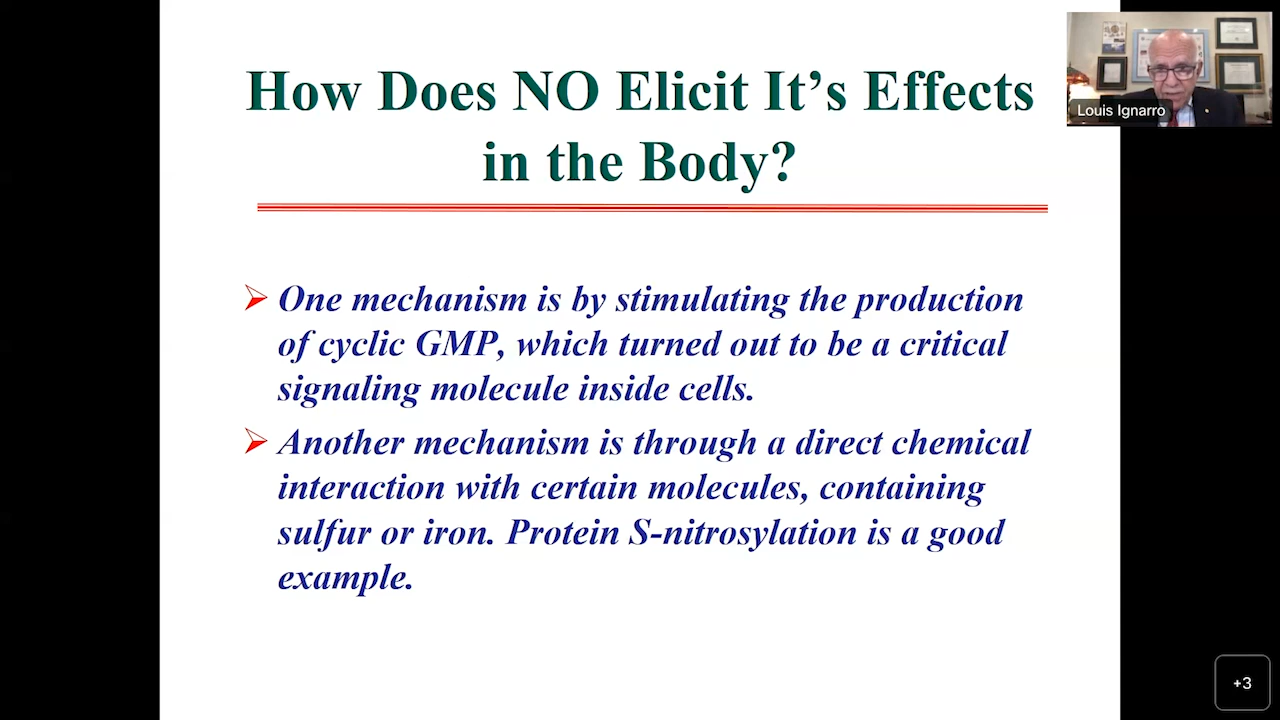 How Does NO Elicit It’s Effects
in the Body?
Louis Ignarro
One mechanism is by stimulating the production
of cyclic GMP, which turned out to be a critical
signaling molecule inside cells.
Another mechanism is through a direct chemical
interaction with certain molecules, containing
sulfur or iron. Protein S-nitrosylation is a good
example.
+3